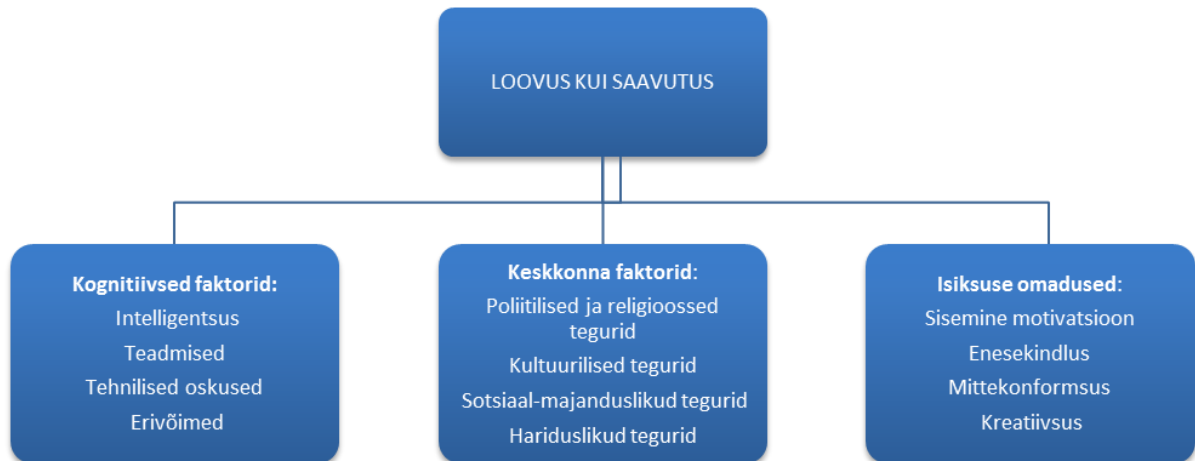 LOOVUS KUI SAAVUTUS
Kognitiivsed faktorid:
Intelligentsus
Teadmised
Tehnilised oskused
Erivõimed
Keskkonna faktorid:
Poliitilised ja religioossed
tegurid
Kultuurilised tegurid
Sotsiaal-majanduslikud tegurid
Hariduslikud tegurid
Isiksuse omadused:
Sisemine motivatsioon
Enesekindlus
Mittekonformsus
Kreatiivsus